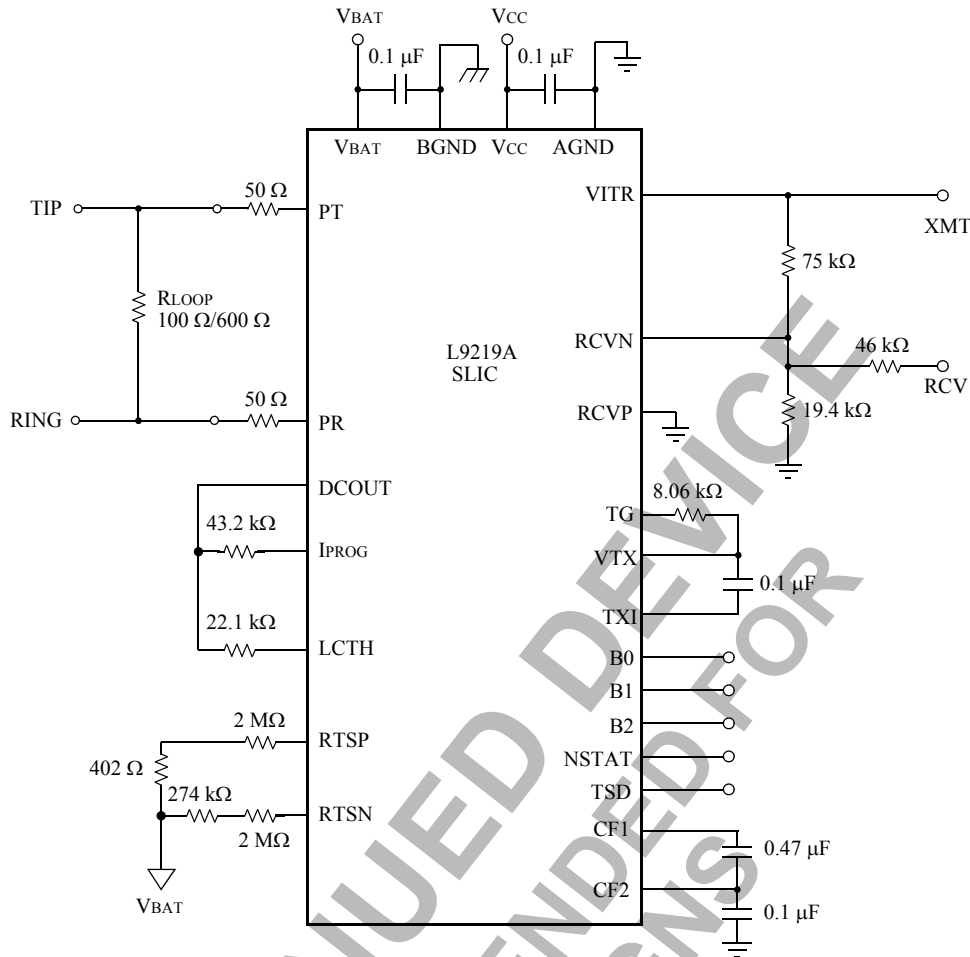 VBAT
VCC
0.1 µF
0.1 µF
VBAT
BGND
VCC
AGND
TIP
50 Ω
PT
VITR
XMT
RLOOP
100 Ω/600 Ω
75 kΩ
L9219A
SLIC
RCVN
46 kΩ
RCV
RING
50 Ω
PR
RCVP
19.4 kΩ
DCOUT
43.2 kΩ
IPROG
TG
8.06 kΩ
VTX
0.1 µF
TXI
22.1 kΩ
LCTH
B0
B1
B2
2 MΩ
RTSP
NSTAT
402 Ω
274 kΩ
TSD
RTSN
2 MΩ
CF1
0.47 µF
CF2
0.1 µF
VBAT
DEVICE
FOR